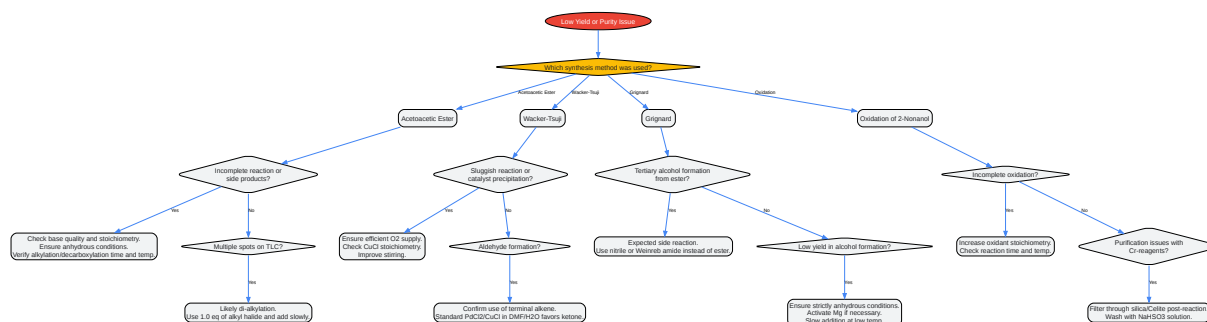 Low Yield or Purity Issue
Which synthesis method was used?
Acetoacetic Ester
Wacker-Tsuji
Grignard
Oxidation
Acetoacetic Ester
Wacker-Tsuji
Grignard
Oxidation of 2-Nonanol
Incomplete reaction or
side products?
Sluggish reaction or
catalyst precipitation?
Tertiary alcohol formation
from ester?
Incomplete oxidation?
Yes
No
Yes
No
Yes
No
Yes
No
Check base quality and stoichiometry.
Ensure anhydrous conditions.
Verify alkylation/decarboxylation time and temp.
Multiple spots on TLC?
Ensure efficient O2 supply.
Check CuCl stoichiometry.
Improve stirring.
Aldehyde formation?
Expected side reaction.
Use nitrile or Weinreb amide instead of ester.
Low yield in alcohol formation?
Increase oxidant stoichiometry.
Check reaction time and temp.
Purification issues with
Cr-reagents?
Yes
Yes
Yes
Yes
Likely di-alkylation.
Use 1.0 eq of alkyl halide and add slowly.
Confirm use of terminal alkene.
Standard PdCl2/CuCl in DMF/H2O favors ketone.
Ensure strictly anhydrous conditions.
Activate Mg if necessary.
Slow addition at low temp.
Filter through silica/Celite post-reaction.
Wash with NaHSO3 solution.